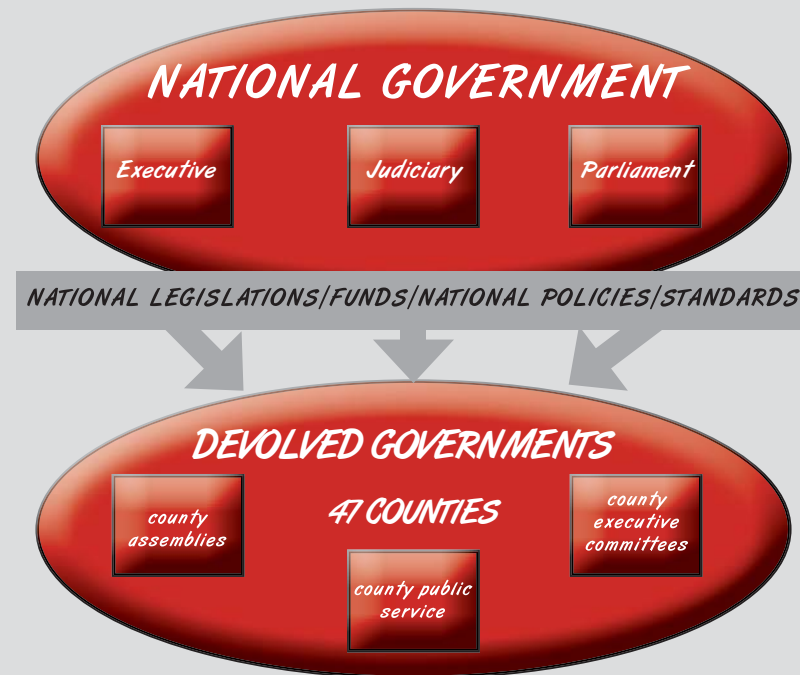 NATIONAL GOVERNMENT
Executive
Judiciary
Parliament
NATIONAL LEGISLATIONS/FUNDS/NATIONAL POLICIES/STANDARDS
DEVOLVED GOVERNMENTS
47 COUNTIES
county
assemblies
county public
service
county
executive
committees